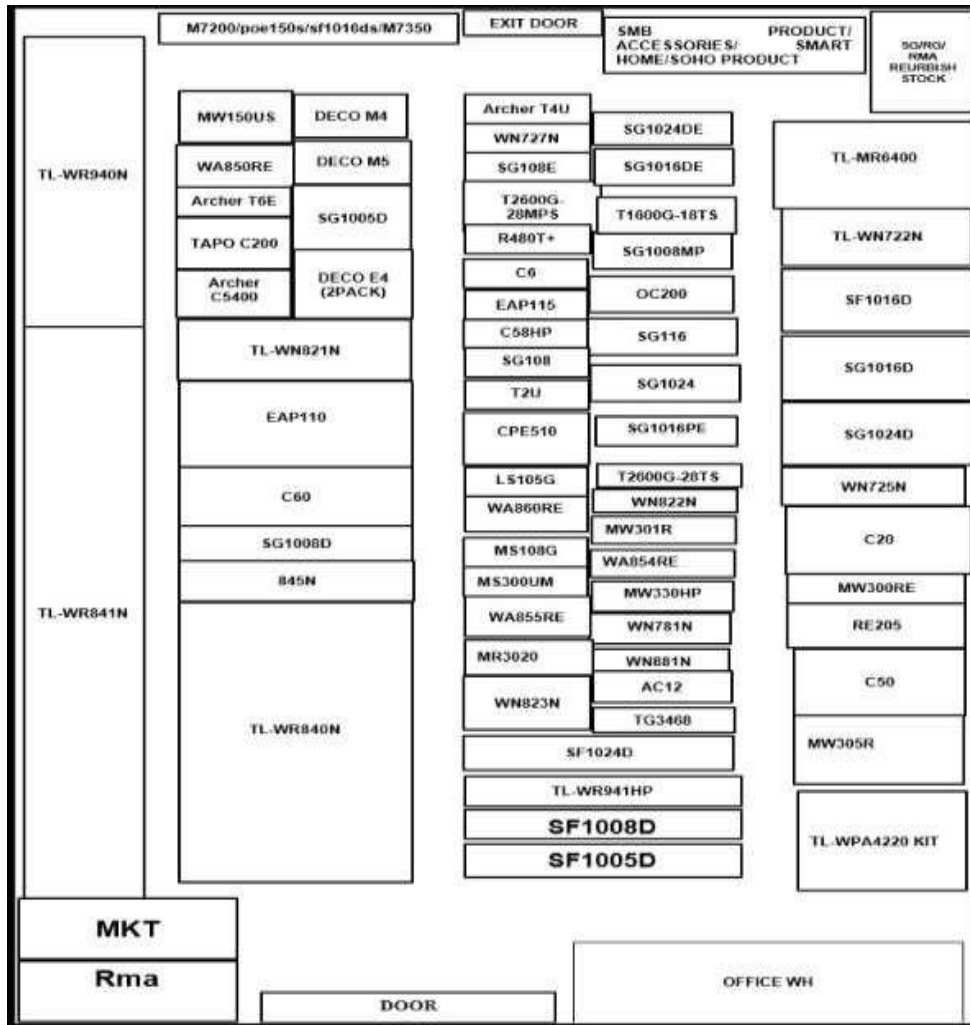 M7200/poe150s/sf1016ds/M7350
EXIT DOOR
SMB PRODUCT/
ACCESSORIES/ SMART
HOME/SOHO PRODUCT
SG/RG/
RMA
REURBISH
STOCK
TL-WR940N
TL-WR841N
MW150US
DECO M4
WA850RE
DECO M5
Archer T6E
SG1005D
TAPO C200
Archer
C5400
DECO E4
(2PACK)
TL-WN821N
EAP110
C60
SG1008D
845N
TL-WR840N
Archer T4U
WN727N
SG108E
T2600G-
28MPS
R480T+
C6
EAP115
C58HP
SG108
T2U
CPE510
LS105G
WA860RE
MS108G
MS300UM
WA855RE
MR3020
WN823N
SG1024DE
SG1016DE
T1600G-18TS
SG1008MP
OC200
SG116
SG1024
SG1016PE
T2600G-28TS
WN822N
MW301R
WA854RE
MW330HP
WN781N
WN881N
AC12
TG3468
SF1024D
TL-WR941HP
SF1008D
SF1005D
TL-MR6400
TL-WN722N
SF1016D
SG1016D
SG1024D
WN725N
C20
MW300RE
RE205
C50
MW305R
TL-WPA4220 KIT
MKT
Rma
DOOR
OFFICE WH